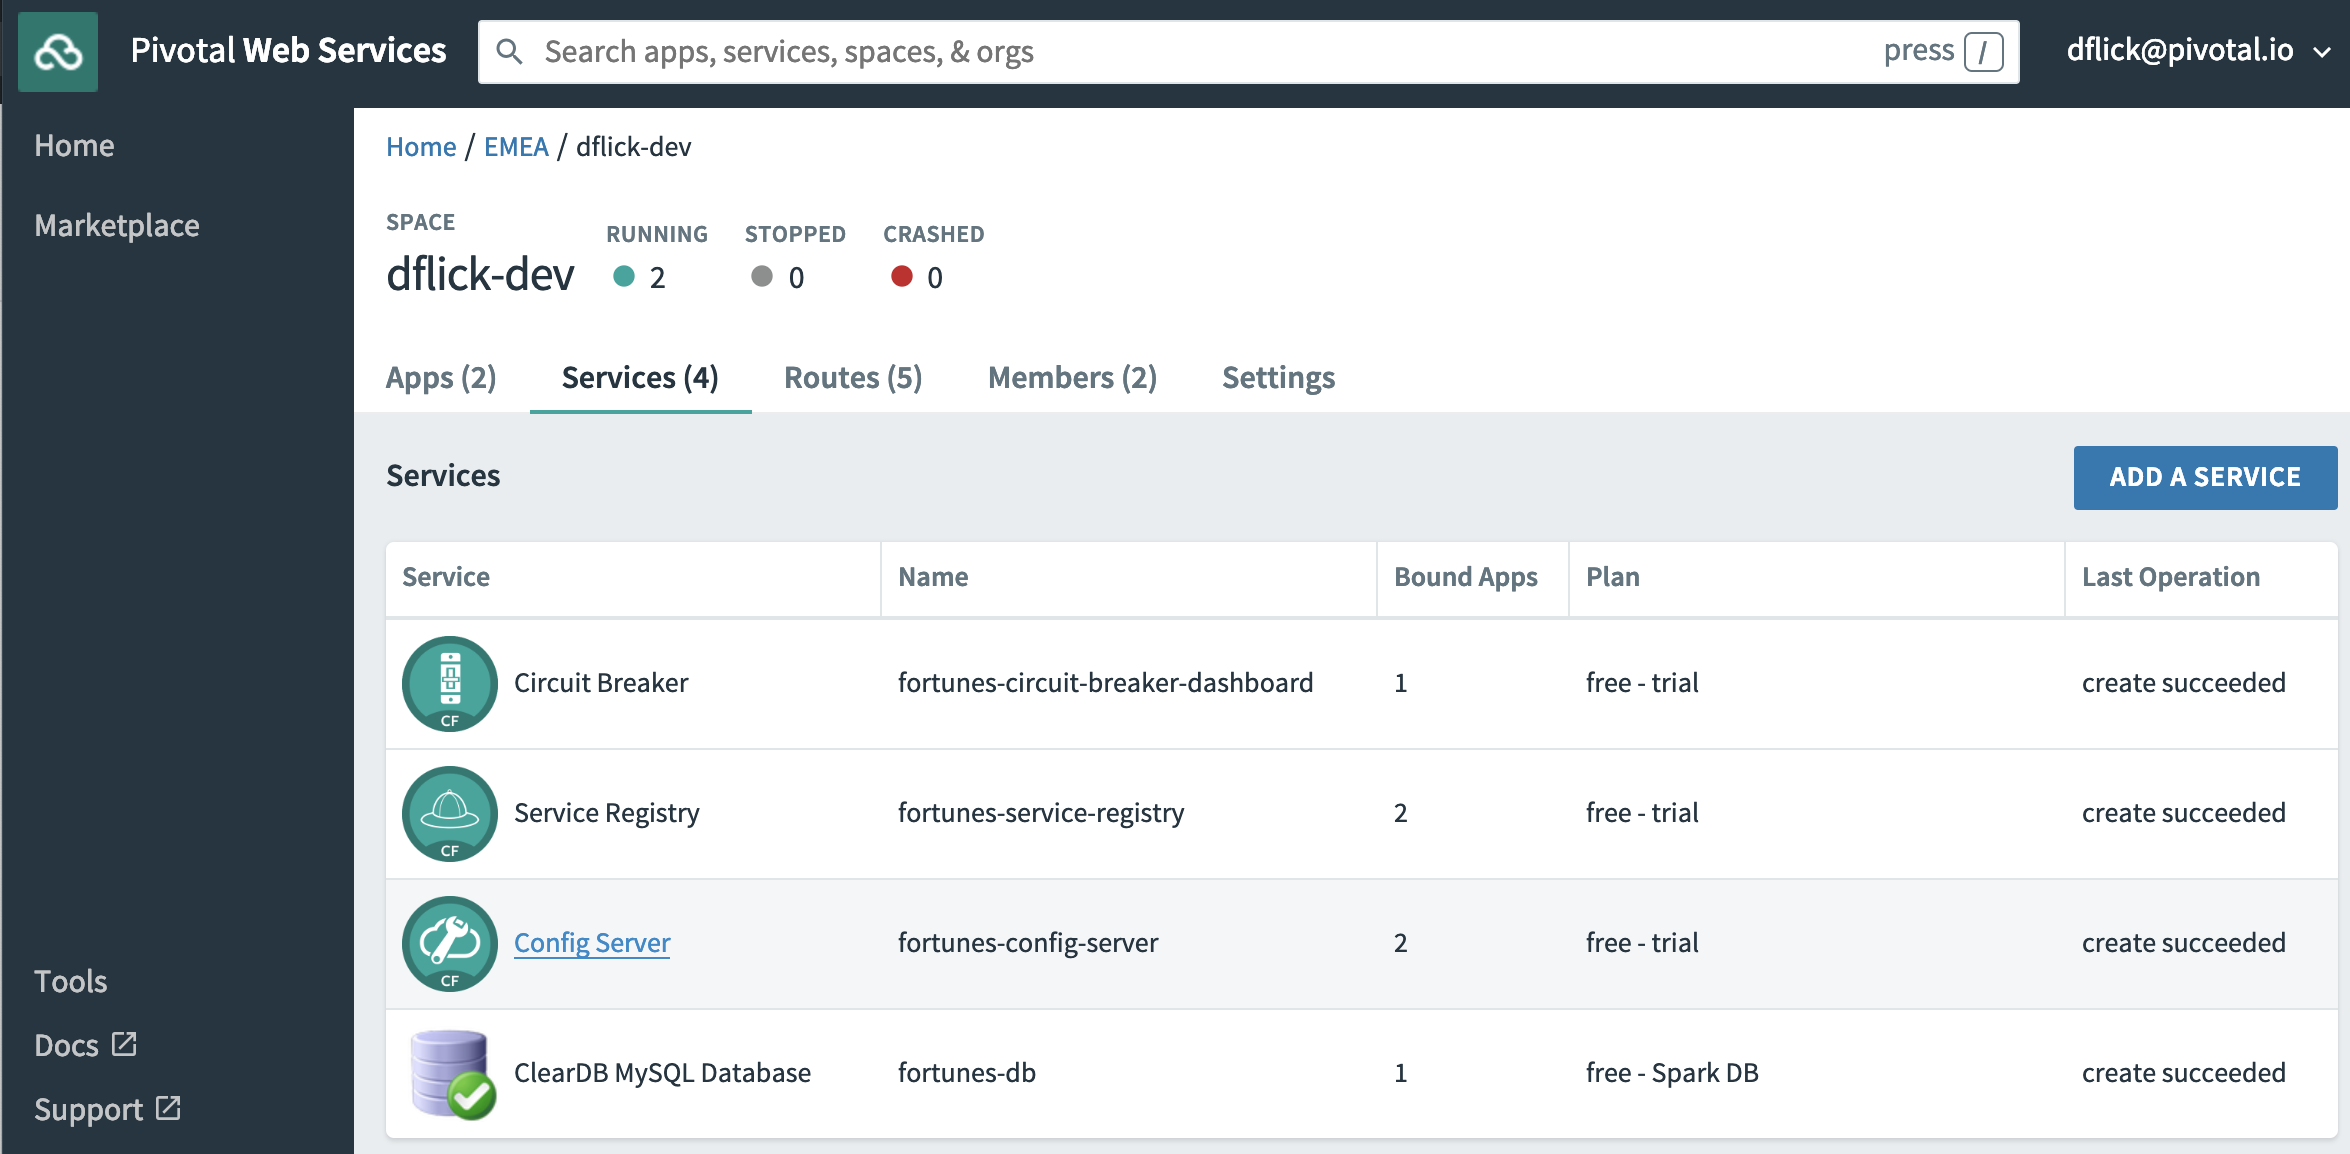 Pivotal Web Services
Search apps, services, spaces, & orgs
press /
dflick@pivotal.io
Home
Marketplace
Tools
Docs
Support
Home / EMEA / dflick-dev
SPACE
dflick-dev
RUNNING STOPPED CRASHED
2 0 0
Apps (2) Services (4) Routes (5) Members (2) Settings
Services
ADD A SERVICE
Service Name Bound Apps Plan Last Operation
CF Circuit Breaker fortunes-circuit-breaker-dashboard 1 free - trial create succeeded
CF Service Registry fortunes-service-registry 2 free - trial create succeeded
CF Config Server fortunes-config-server 2 free - trial create succeeded
ClearDB MySQL Database fortunes-db 1 free - Spark DB create succeeded